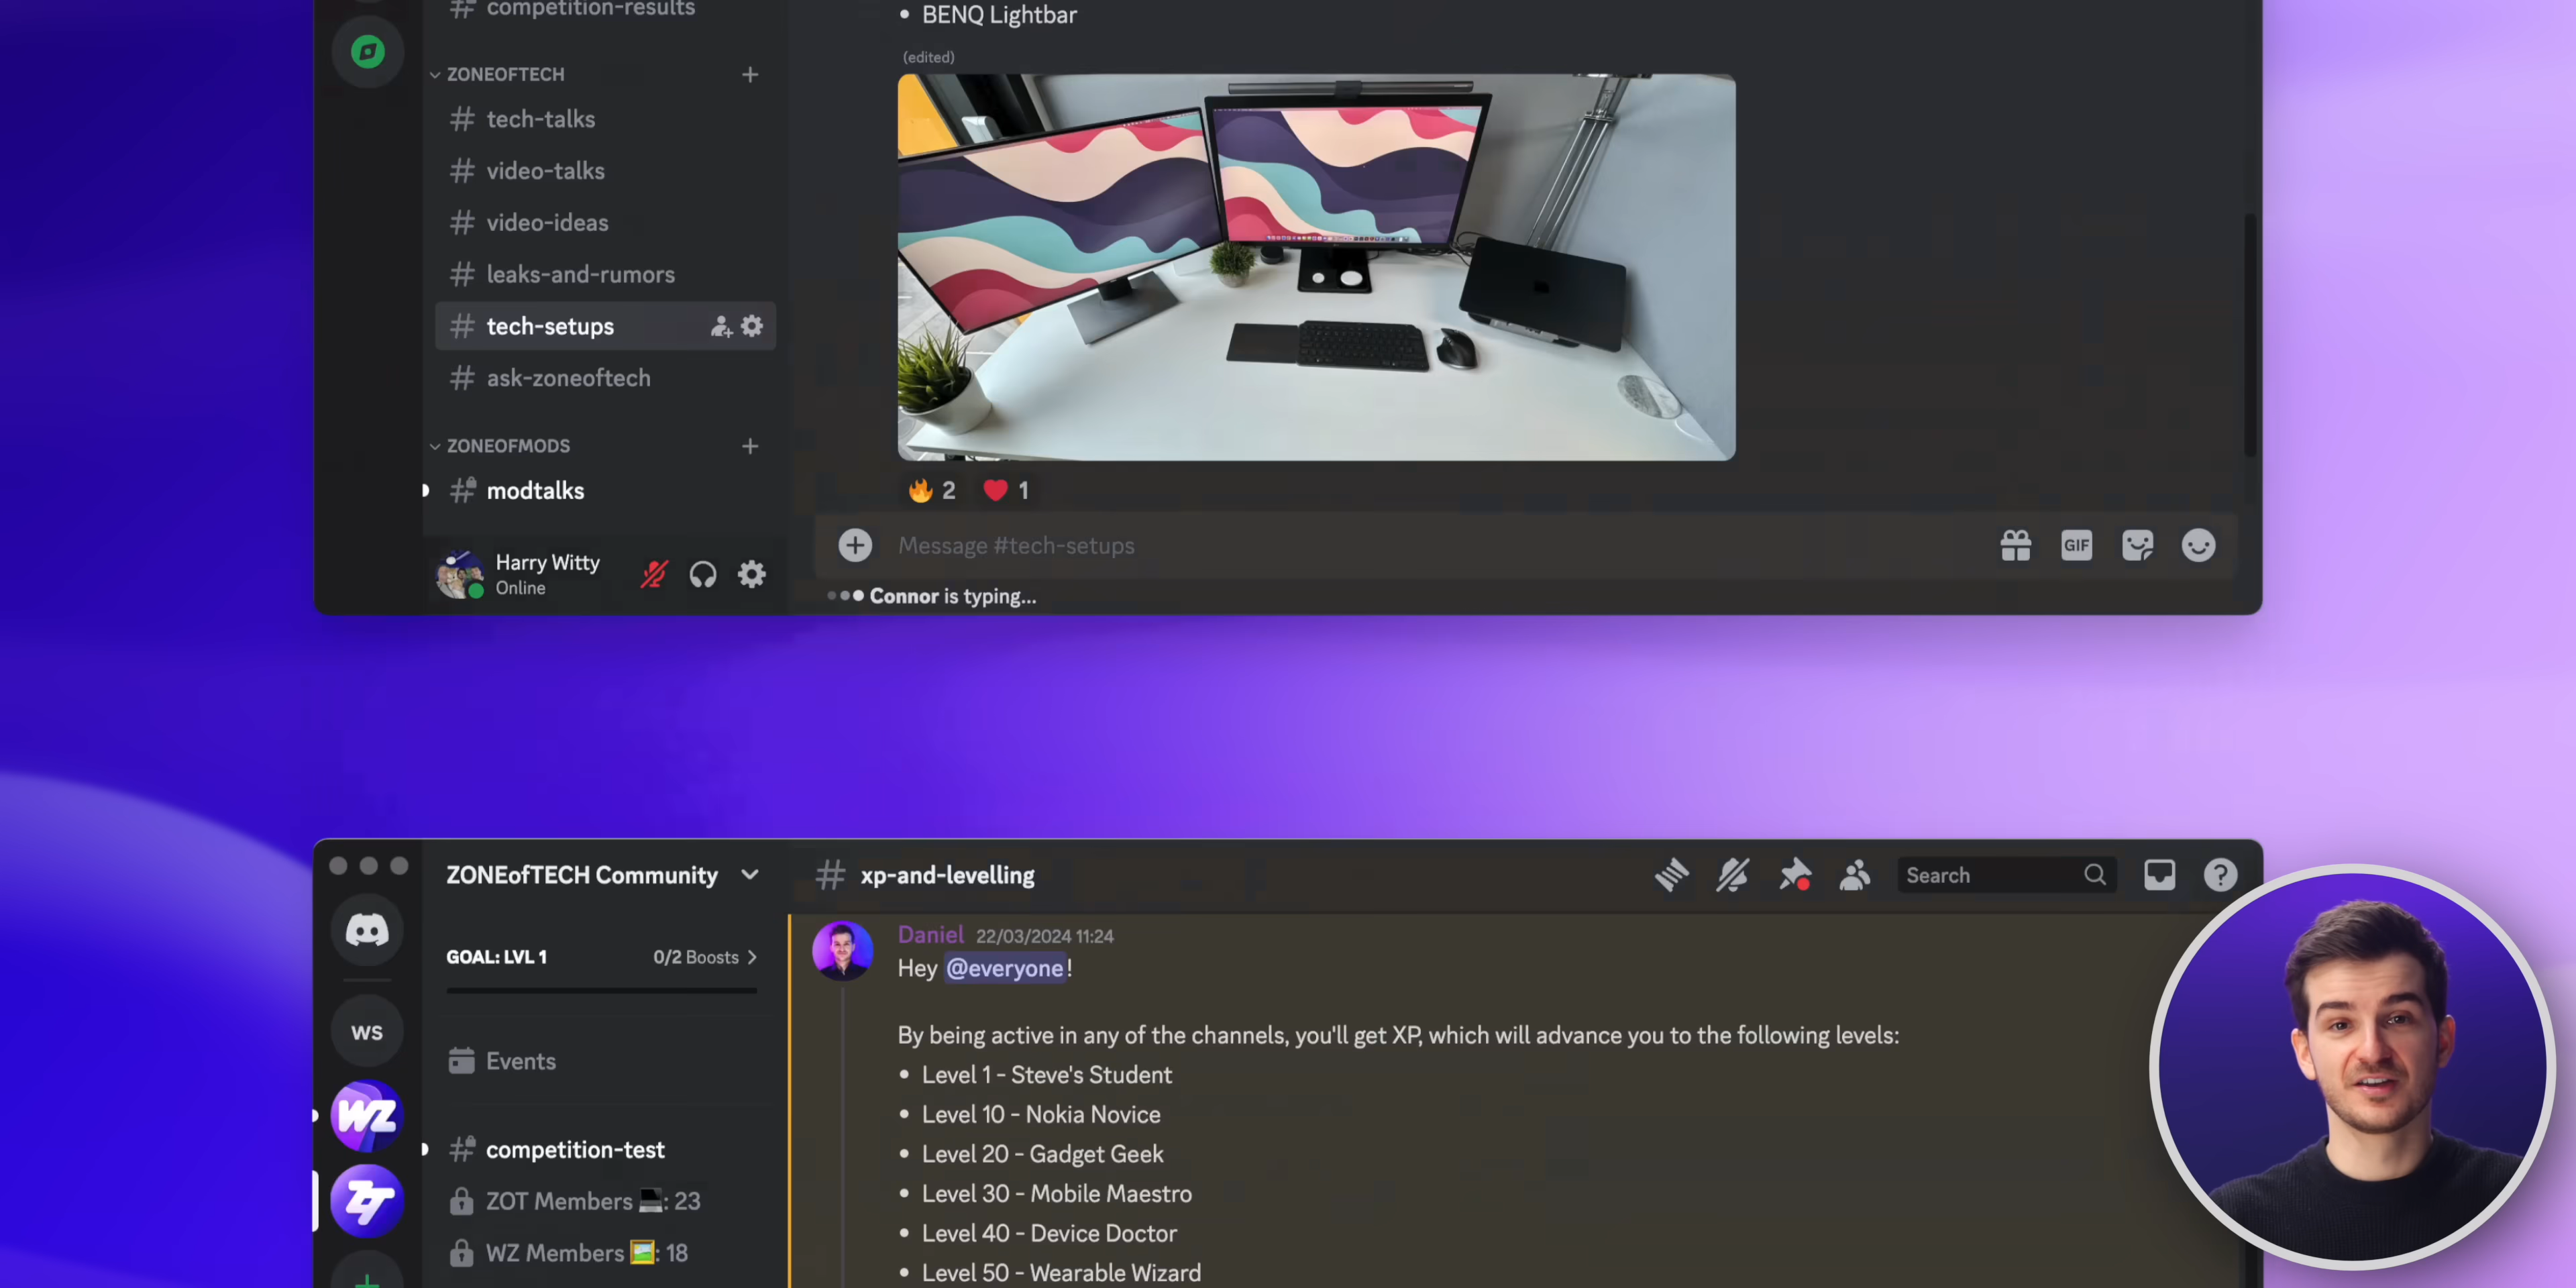 competition-results
ZONEOFTECH
tech-talks
video-talks
video-ideas
leaks-and-rumors
tech-setups
ask-zoneoftech
ZONEOFMODS
modtalks
Harry Witty
Online
• BENQ Lightbar
(edited)
🔥 2 ❤️ 1
Message #tech-setups
GIF
Connor is typing...
ZONEofTECH Community
GOAL: LVL 1 0/2 Boosts
WS
Events
WZ
competition-test
ZOT Members 💻: 23
WZ Members 🖼️: 18
ZT
# xp-and-levelling
Search
Daniel 22/03/2024 11:24
Hey @everyone!
By being active in any of the channels, you'll get XP, which will advance you to the following levels:
• Level 1 - Steve's Student
• Level 10 - Nokia Novice
• Level 20 - Gadget Geek
• Level 30 - Mobile Maestro
• Level 40 - Device Doctor
• Level 50 - Wearable Wizard